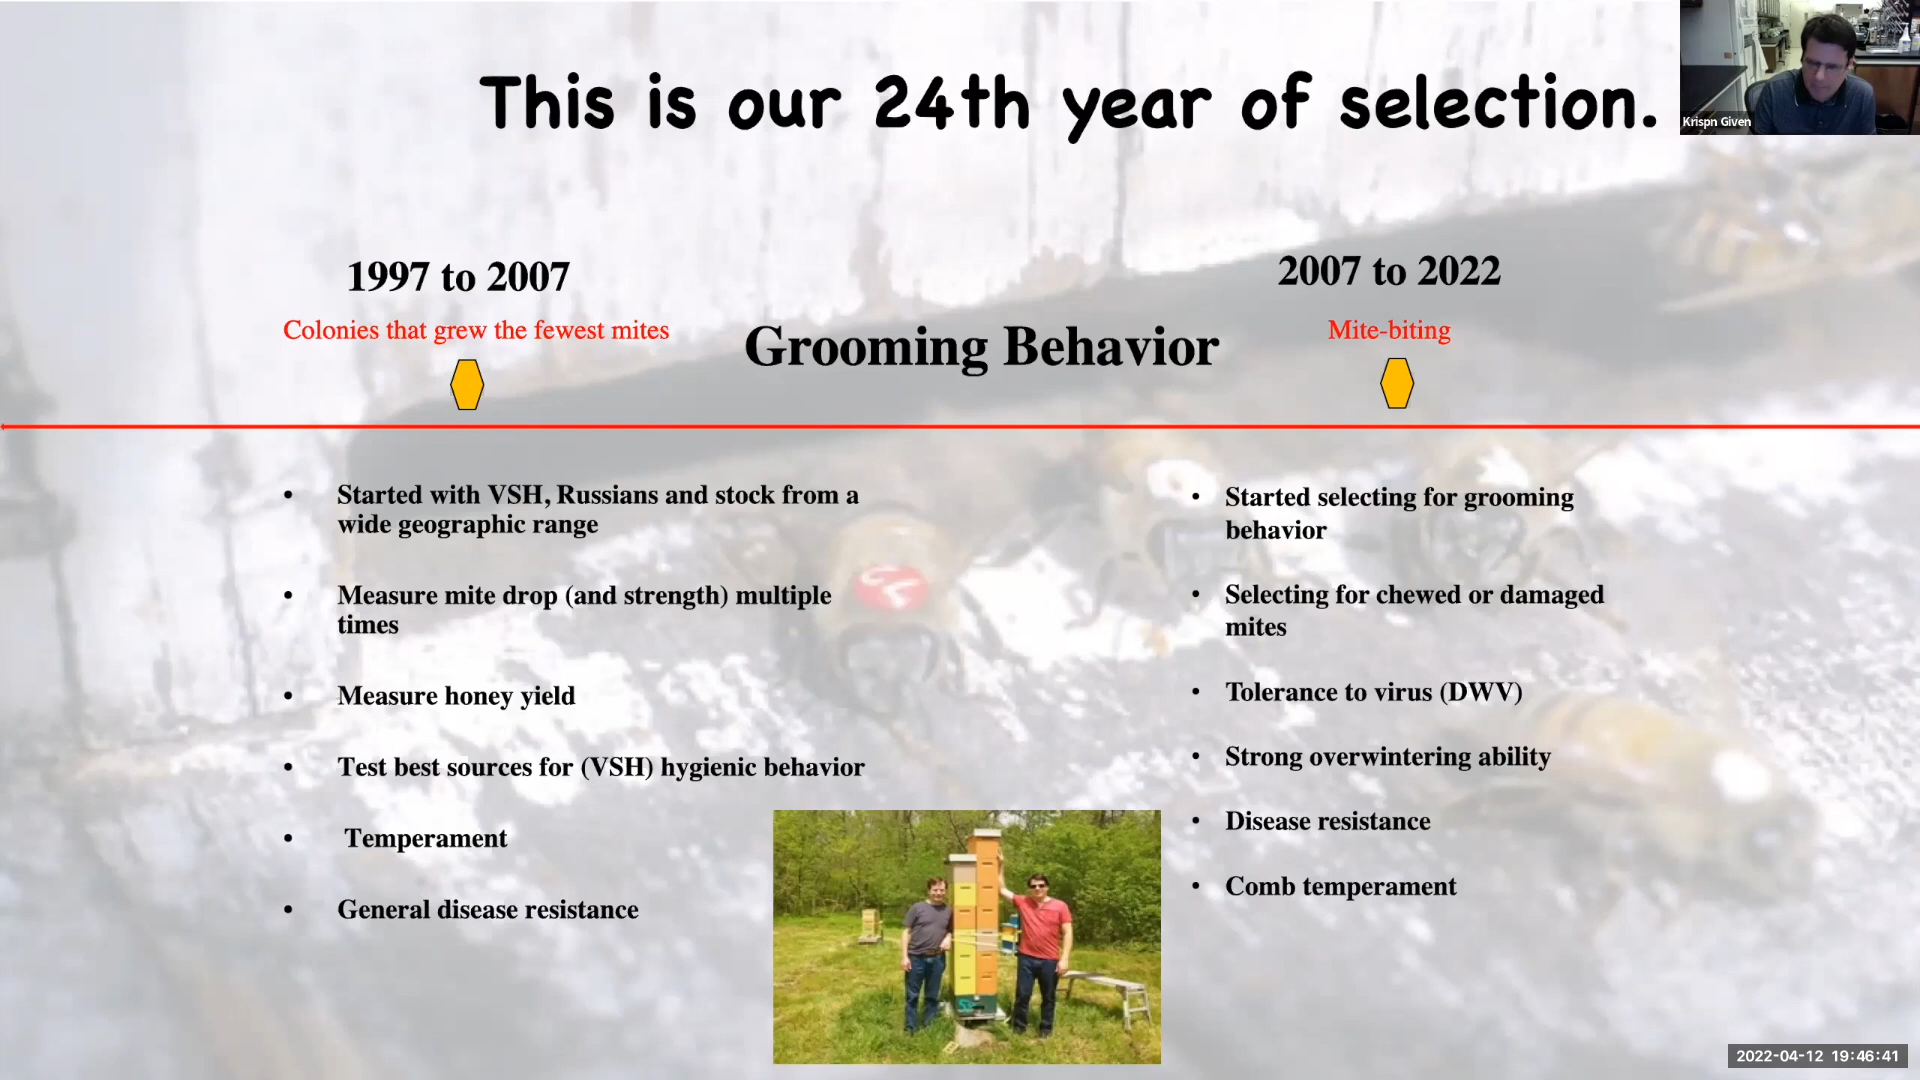 This is our 24th year of selection.
Krispn Given
1997 to 2007
Colonies that grew the fewest mites
Grooming Behavior
2007 to 2022
Mite-biting
• Started with VSH, Russians and stock from a
wide geographic range
• Measure mite drop (and strength) multiple
times
• Measure honey yield
• Test best sources for (VSH) hygienic behavior
• Temperament
• General disease resistance
• Started selecting for grooming
behavior
• Selecting for chewed or damaged
mites
• Tolerance to virus (DWV)
• Strong overwintering ability
• Disease resistance
• Comb temperament
2022-04-12 19:46:41